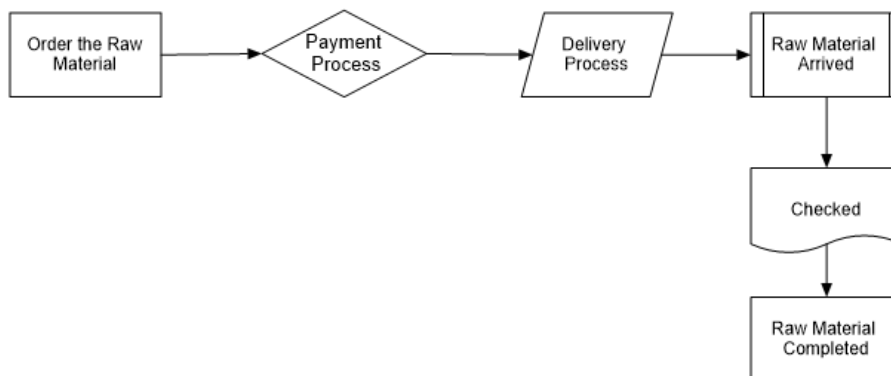 Order the Raw
Material
Payment
Process
Delivery
Process
Raw Material
Arrived
Checked
Raw Material
Completed